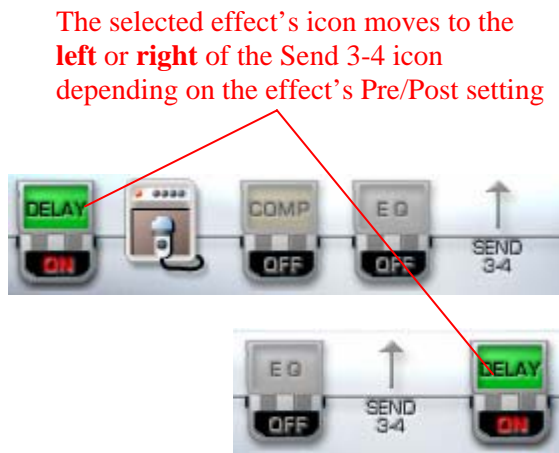 The selected effect's icon moves to the
left or right of the Send 3-4 icon
depending on the effect's Pre/Post setting
DELAY
ON
COMP
OFF
EQ
OFF
SEND
3-4
EQ
OFF
SEND
3-4
DELAY
ON